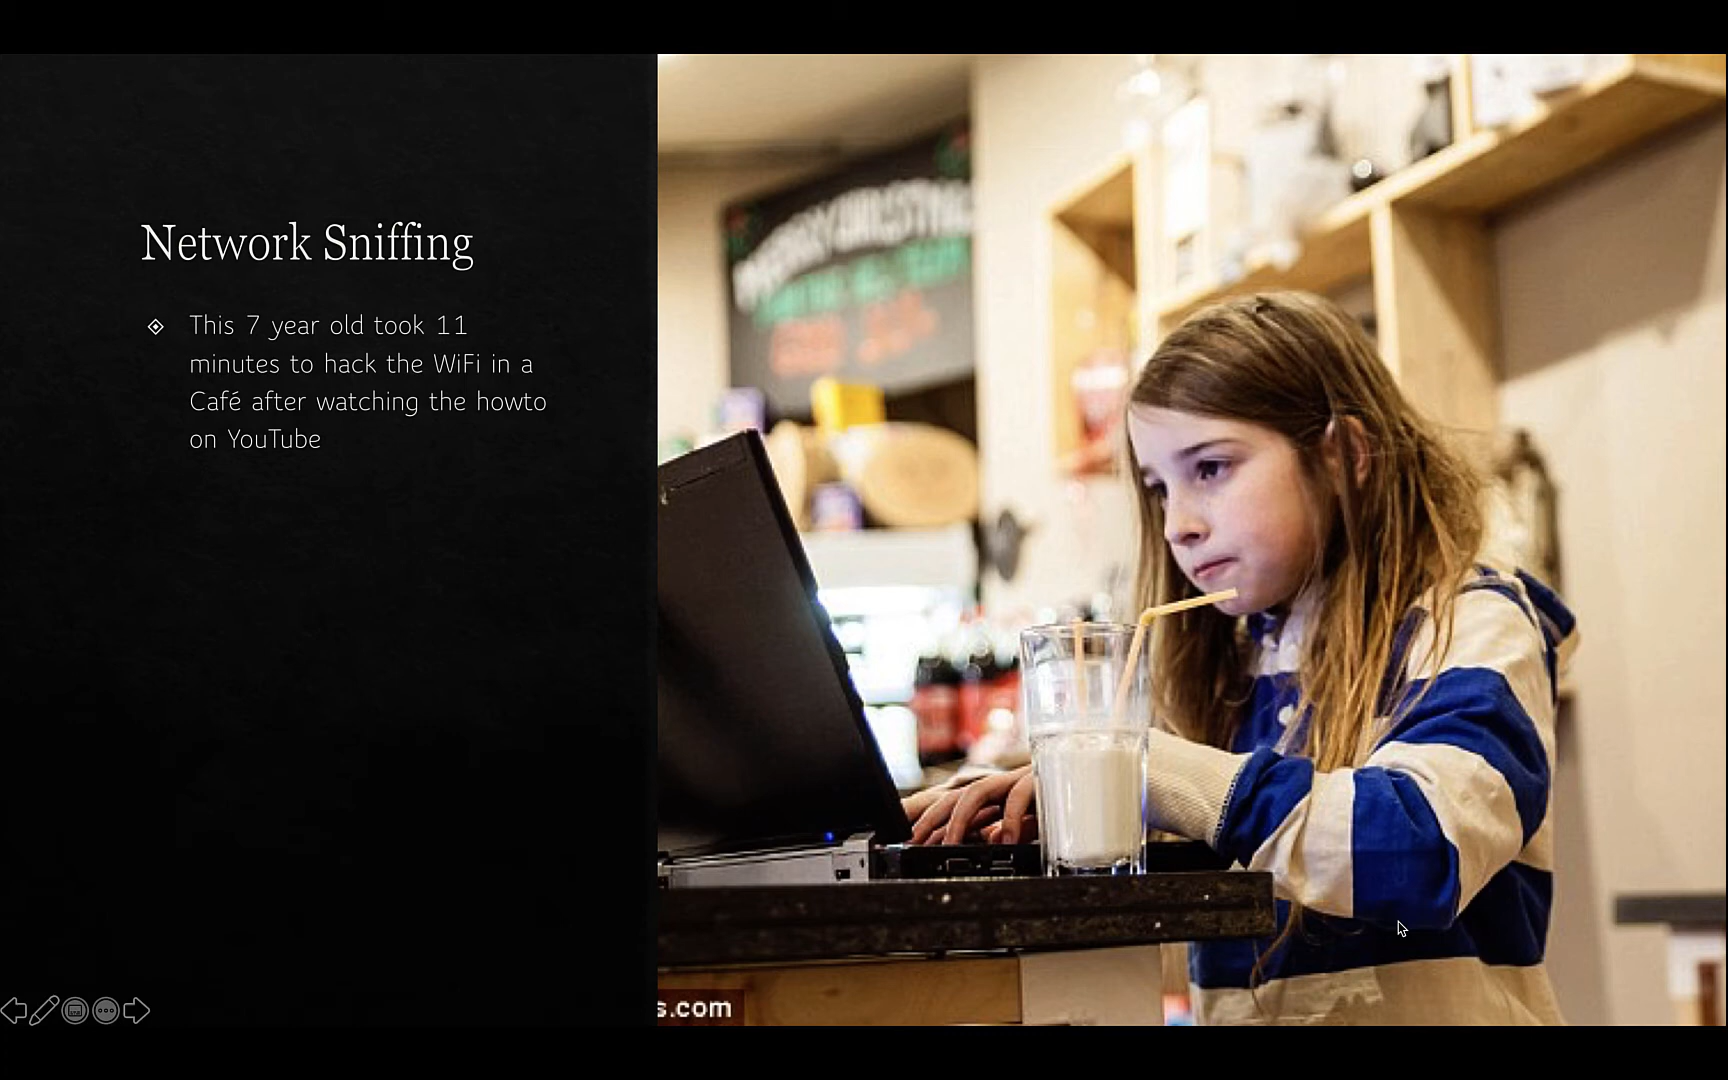 Network Sniffing
This 7 year old took 11
minutes to hack the WiFi in a
Café after watching the howto
on YouTube
s.com